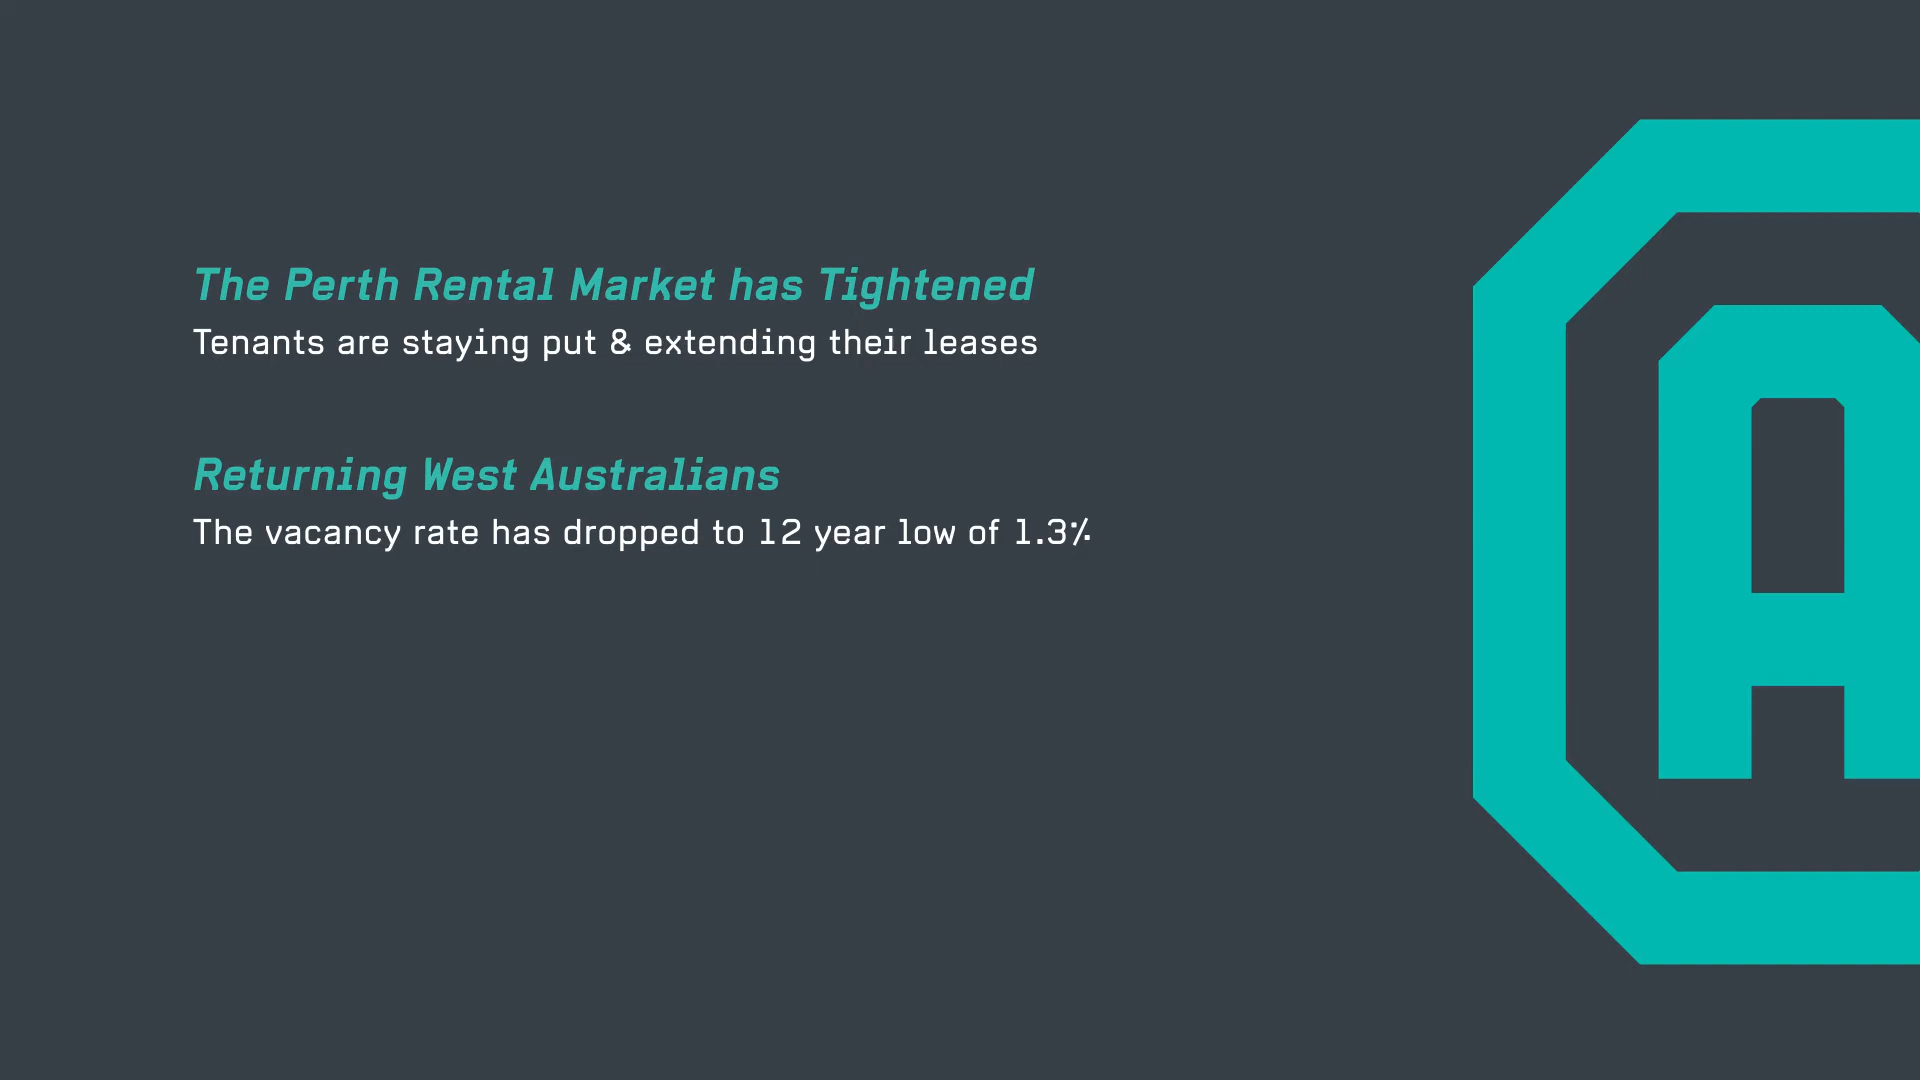 The Perth Rental Market has Tightened
Tenants are staying put & extending their leases
Returning West Australians
The vacancy rate has dropped to 12 year low of 1.3%
A